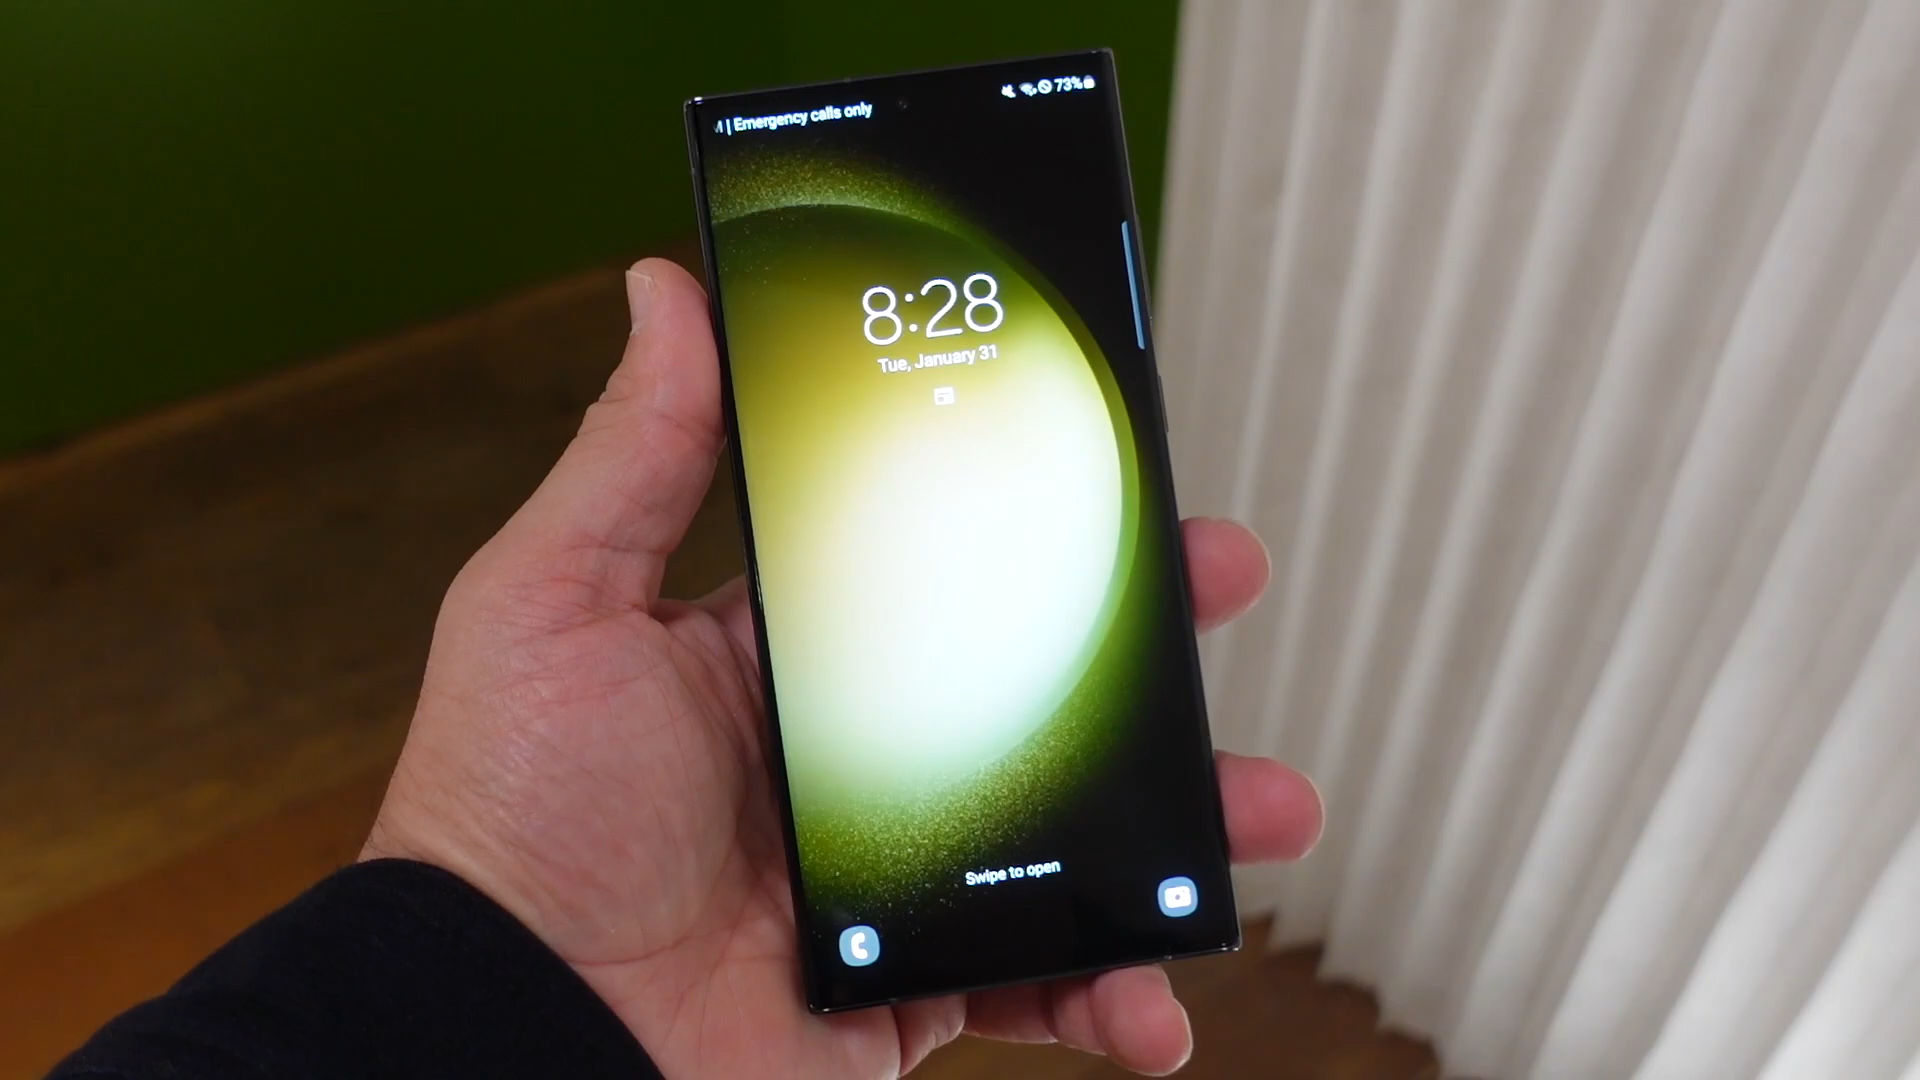 | Emergency calls only
73%
8:28
Tue, January 31
Swipe to open